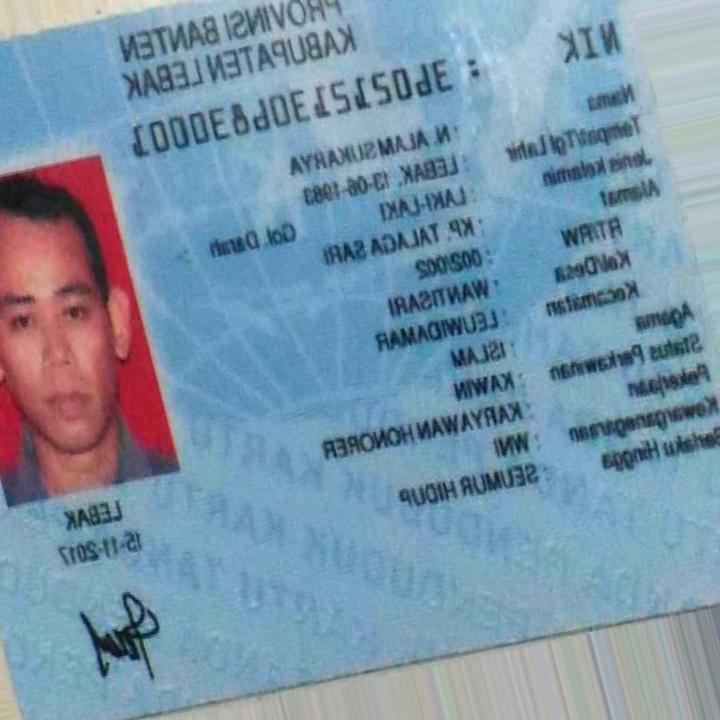 PROVINSI BANTEN
KABUPATEN LEBAK
NIK : 3602151306830001
Nama : N. ALAMSUKARYA
Tempat/Tgl Lahir : LEBAK, 13-06-1983
Jenis kelamin : LAKI-LAKI Gol. Darah
Alamat : KP. TALAGA SARI
RT/RW : 002/002
Kel/Desa : WANTISARI
Kecamatan : LEUWIDAMAR
Agama : ISLAM
Status Perkawinan : KAWIN
Pekerjaan : KARYAWAN HONORER
Kewarganegaraan : WNI
Berlaku Hingga : SEUMUR HIDUP
LEBAK
15-11-2017